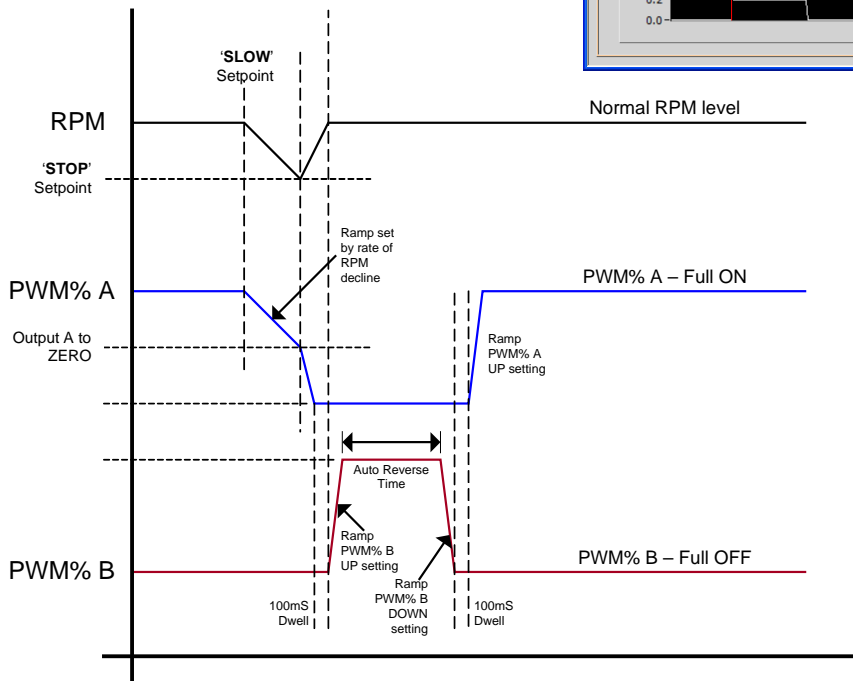 0.2
0.0
‘SLOW’
Setpoint
RPM
Normal RPM level
‘STOP’
Setpoint
Ramp set
by rate of
RPM
decline
PWM% A
PWM% A – Full ON
Output A to
ZERO
Ramp
PWM% A
UP setting
Auto Reverse
Time
Ramp
PWM% B
UP setting
PWM% B
PWM% B – Full OFF
Ramp
PWM% B
DOWN
setting
100mS
Dwell
100mS
Dwell